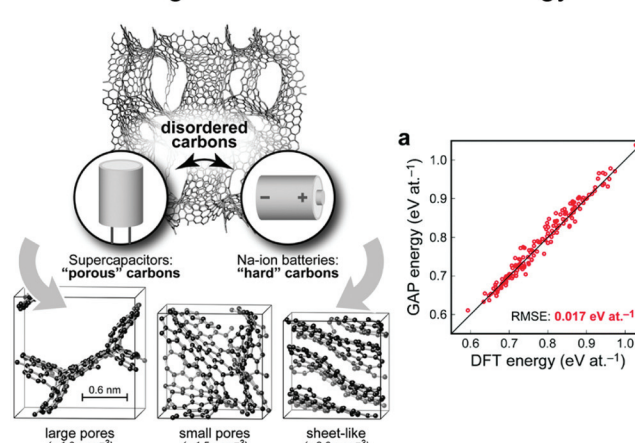 disordered
carbons
Supercapacitors:
"porous" carbons
Na-ion batteries:
"hard" carbons
0.6 nm
large pores
small pores
sheet-like
a
GAP energy (eV at.⁻¹)
1.0
0.9
0.8
0.7
0.6
RMSE: 0.017 eV at.⁻¹
0.6 0.7 0.8 0.9 1.0
DFT energy (eV at.⁻¹)